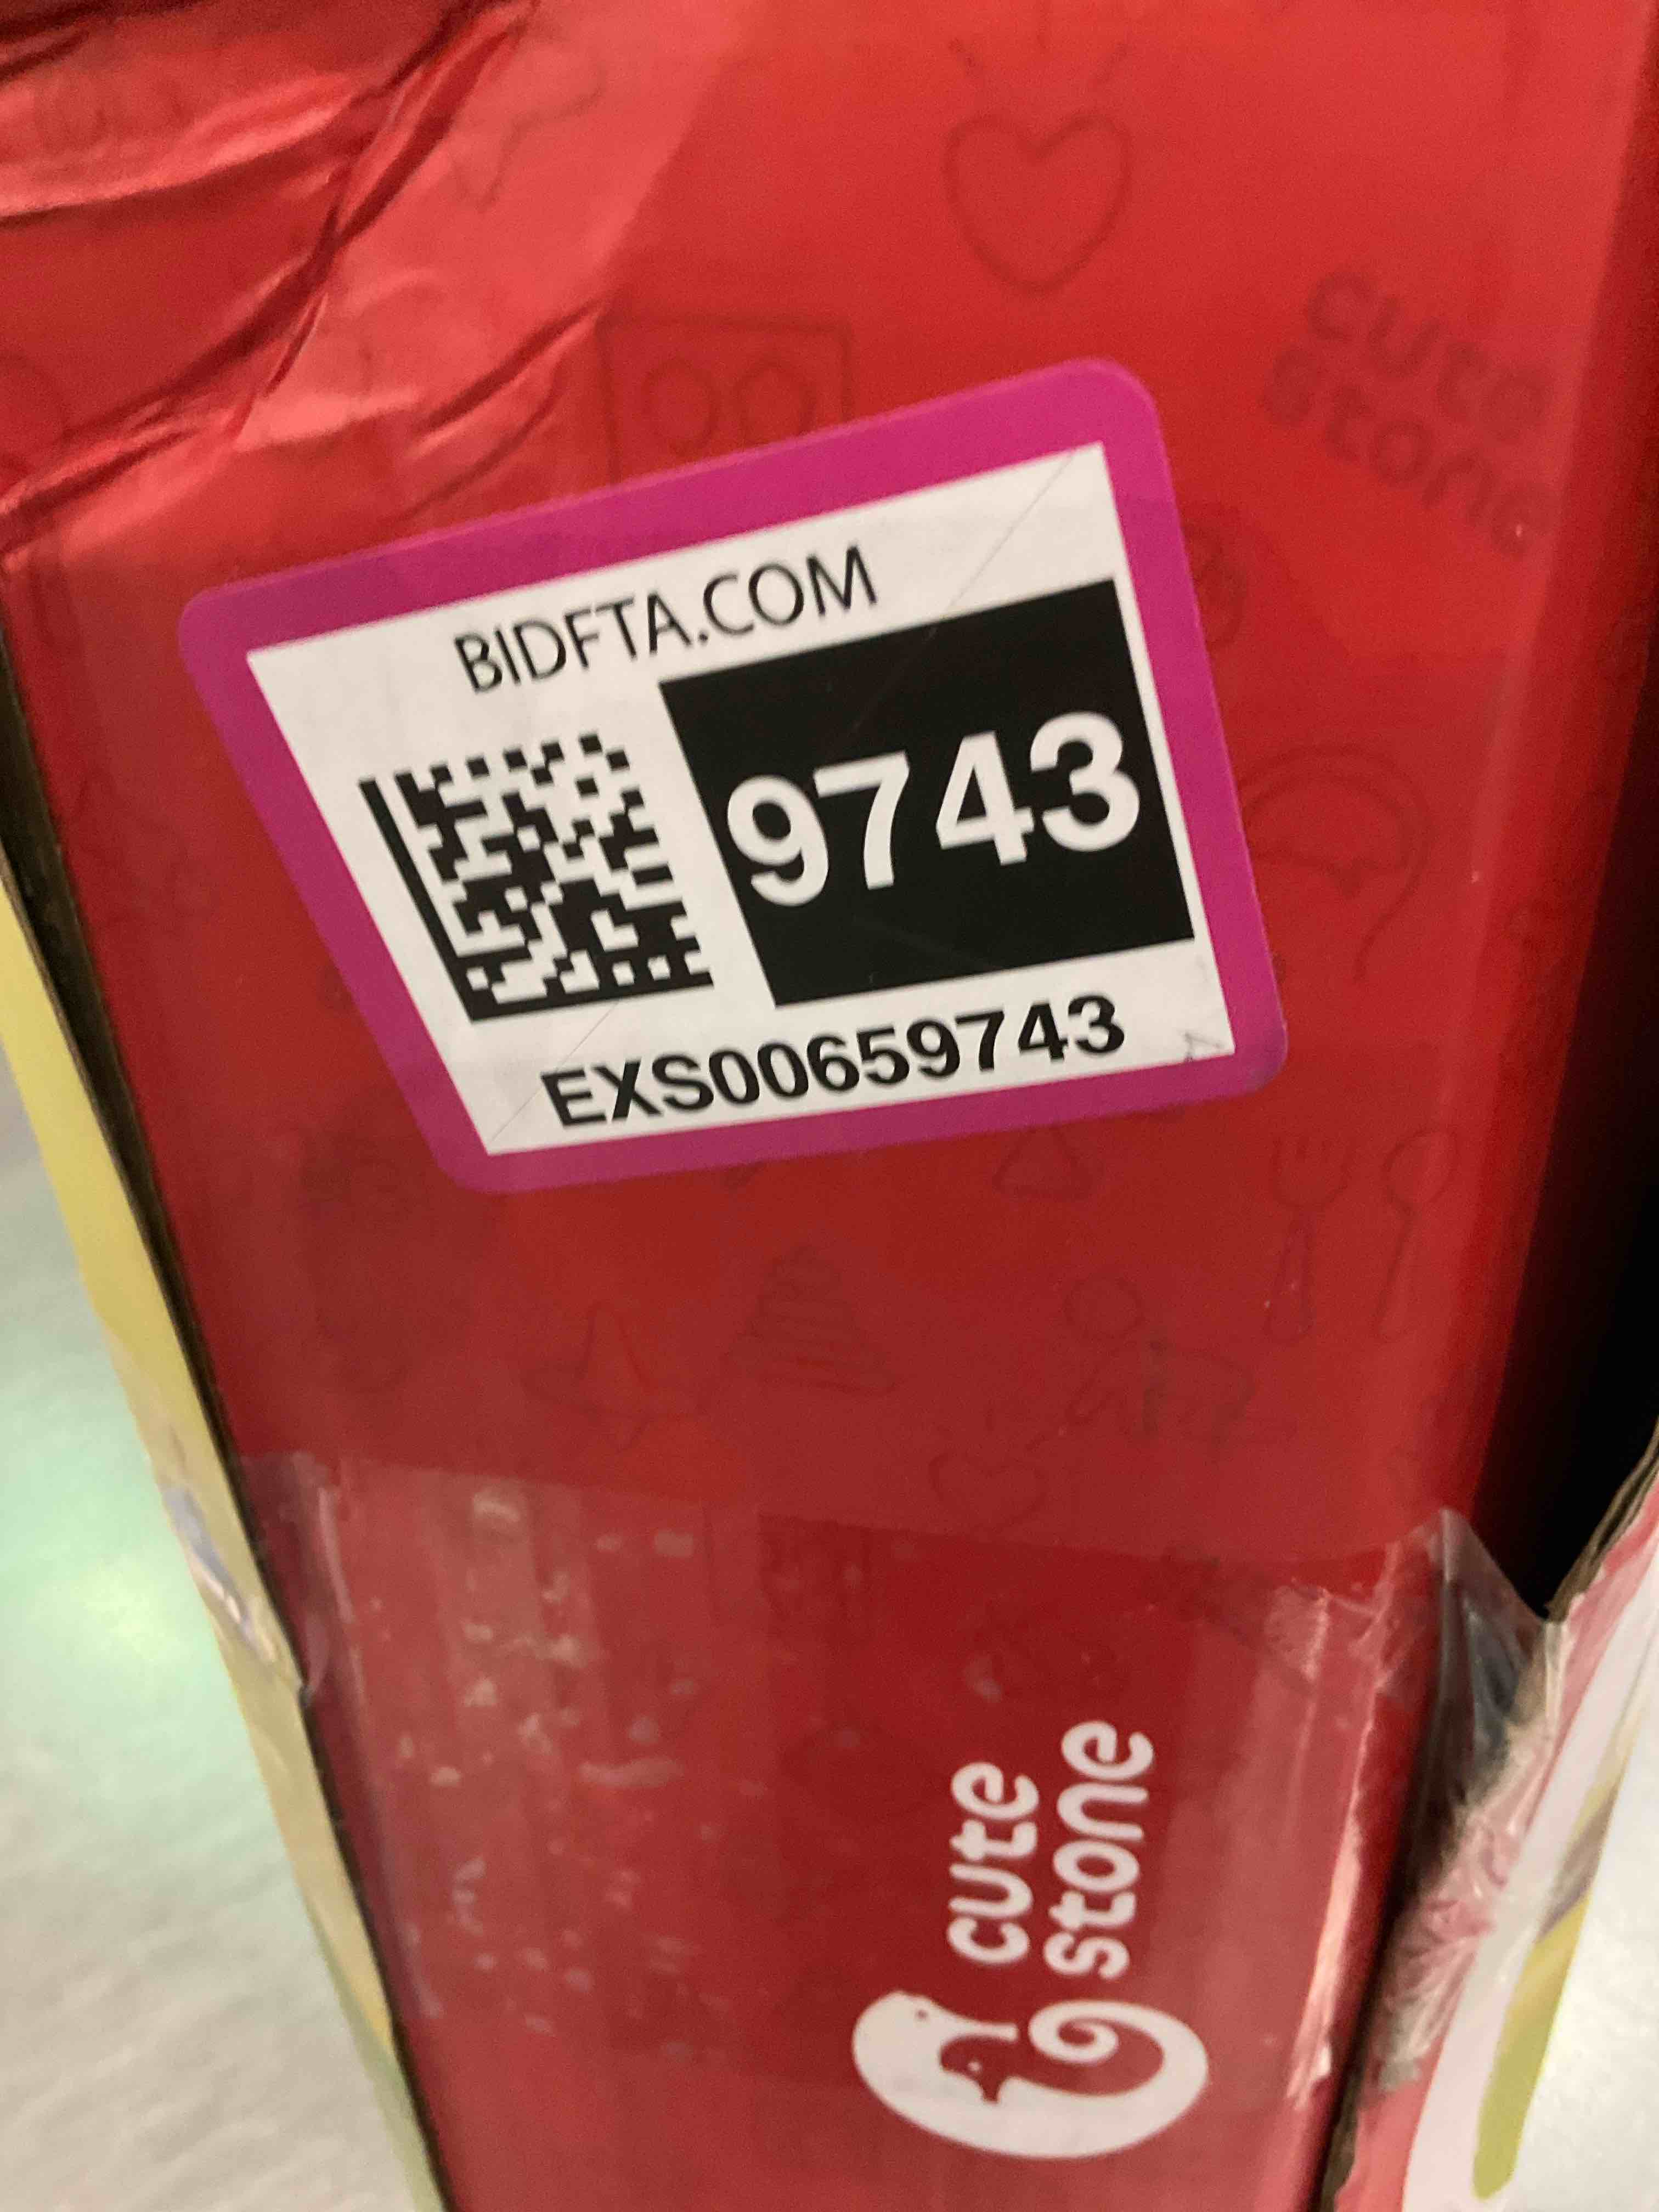 cute
stone
BIDFTA.COM
9743
EXS00659743
cute
stone